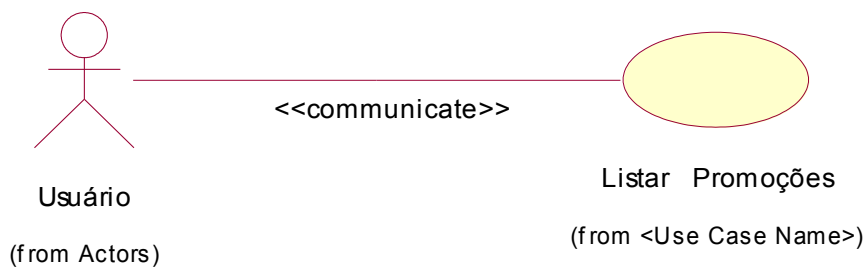 <<communicate>>
Usuário
(from Actors)
Listar Promoções
(from <Use Case Name>)